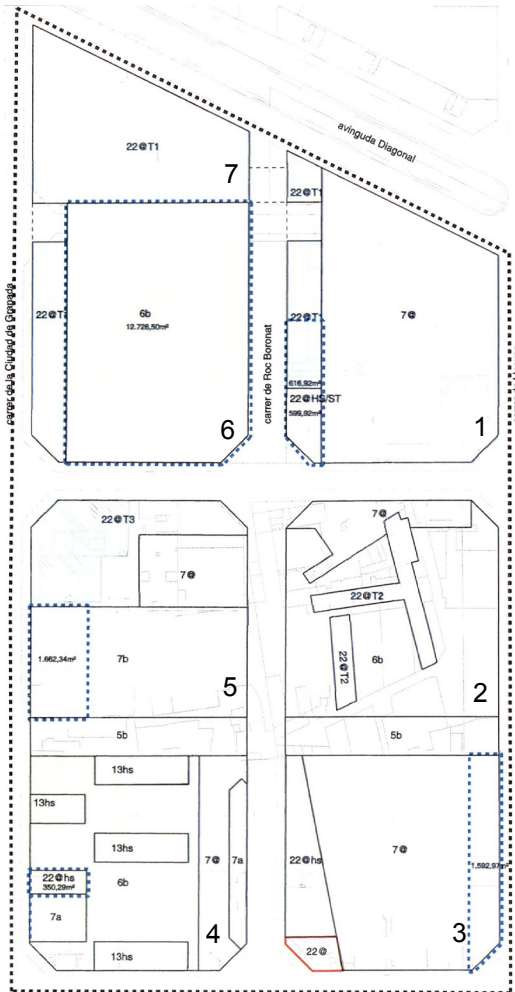 avinguda Diagonal
22@T1
7
22@T1
carrer de la Ciudad de Granada
22@T
6b
12.726,50m²
6
carrer de Roc Boronat
22@T1
616,92m²
22@HS/ST
599,92m²
7@
1
22@T3
7@
1.662,34m²
7b
5
5b
7@
22@T2
22@T2
6b
2
5b
13hs
13hs
13hs
22@hs
350,29m²
6b
7a
13hs
7@
7a
4
22@hs
7@
1.592,97m²
22@
3